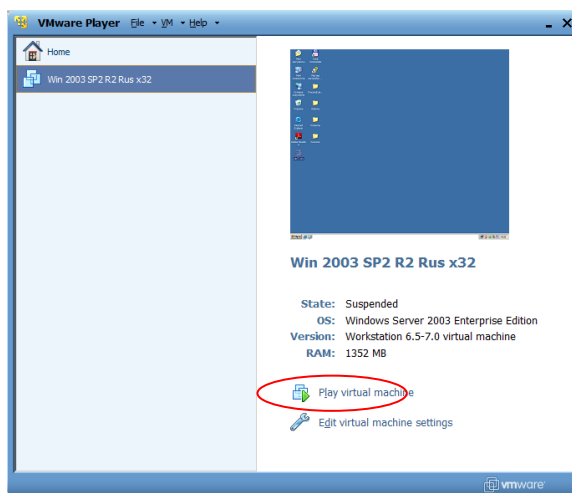 VMware Player File VM Help
Home
Win 2003 SP2 R2 Rus x32
Win 2003 SP2 R2 Rus x32
State: Suspended
OS: Windows Server 2003 Enterprise Edition
Version: Workstation 6.5-7.0 virtual machine
RAM: 1352 MB
Play virtual machine
Edit virtual machine settings
vmware